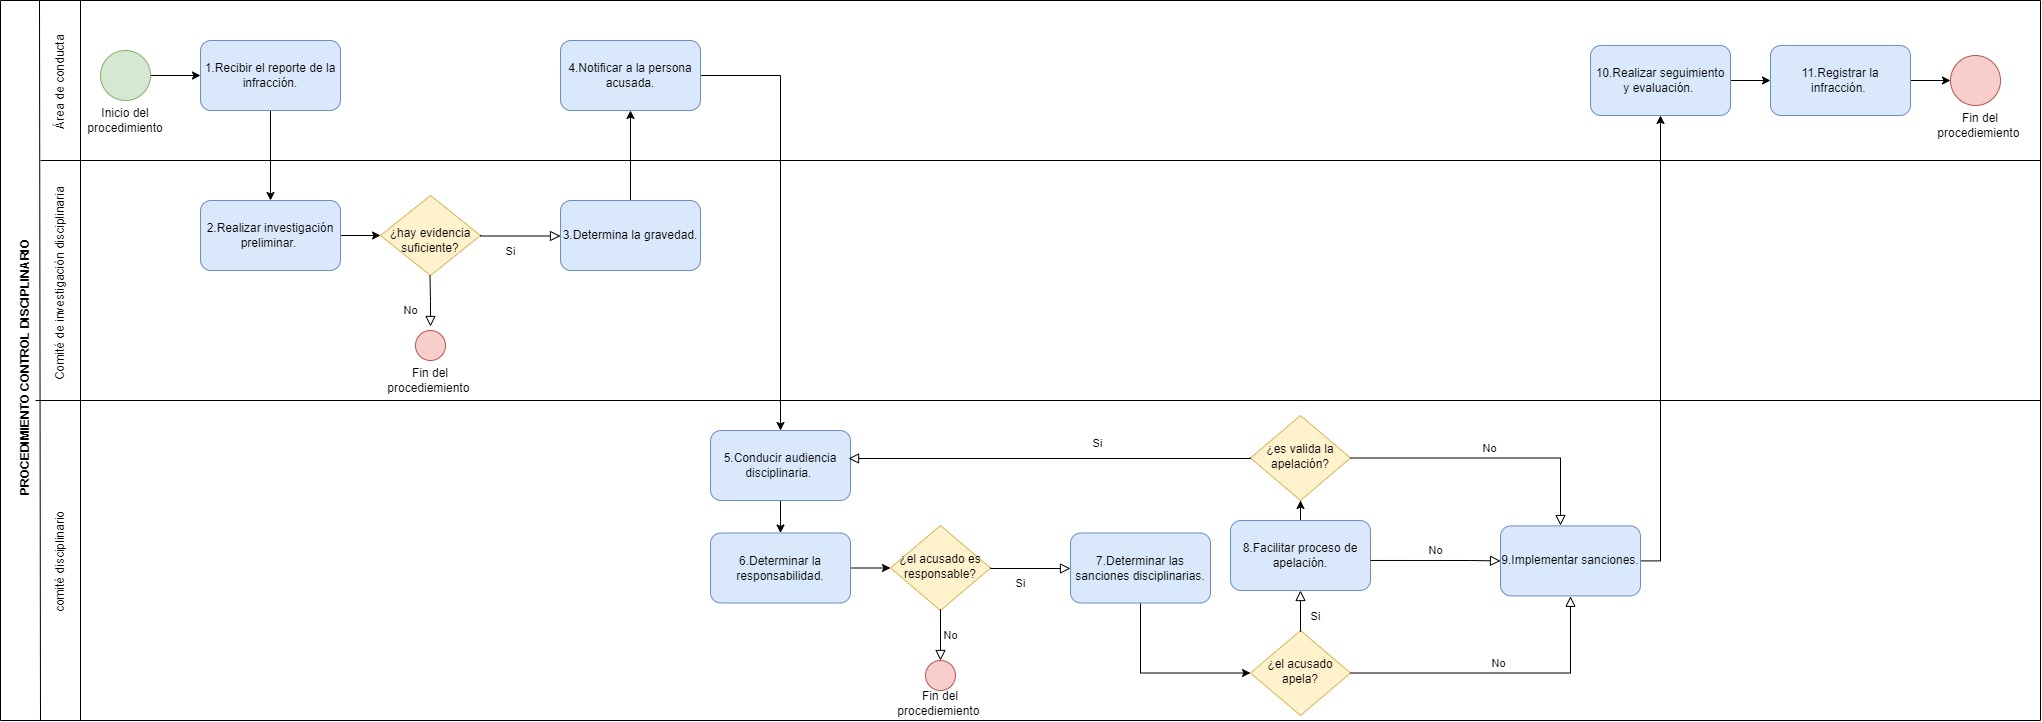 PROCEDIMIENTO CONTROL DISCIPLINARIO
Área de conducta
Inicio del
procedimiento
1.Recibir el reporte de la
infracción.
4.Notificar a la persona
acusada.
10.Realizar seguimiento
y evaluación.
11.Registrar la
infracción.
Fin del
procediemiento
Comité de investigación disciplinaria
2.Realizar investigación
preliminar.
¿hay evidencia
suficiente?
Si
3.Determina la gravedad.
No
Fin del
procediemiento
comité disciplinario
5.Conducir audiencia
disciplinaria.
Si
¿es valida la
apelación?
No
6.Determinar la
responsabilidad.
¿el acusado es
responsable?
Si
7.Determinar las
sanciones disciplinarias.
8.Facilitar proceso de
apelación.
No
9.Implementar sanciones.
No
Si
Fin del
procediemiento
¿el acusado
apela?
No